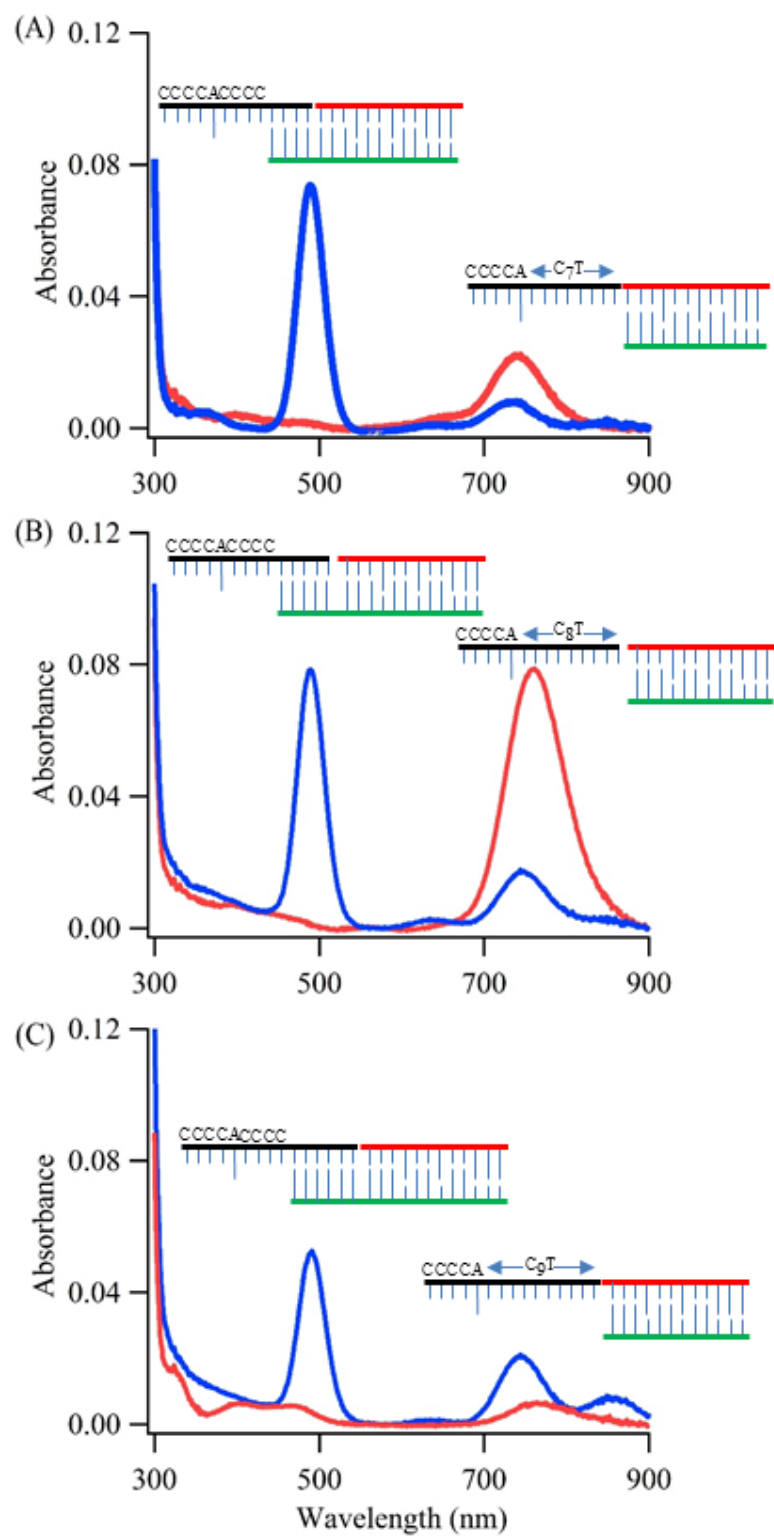 (A)
0.12
CCCCACCCC
0.08
CCCCA C₇T
0.04
0.00
Absorbance
300 500 700 900
(B)
0.12
CCCCACCCC
CCCCA C₈T
0.08
0.04
0.00
Absorbance
300 500 700 900
(C)
0.12
CCCCACCCC
0.08
CCCCA C₉T
0.04
0.00
Absorbance
300 500 700 900
Wavelength (nm)